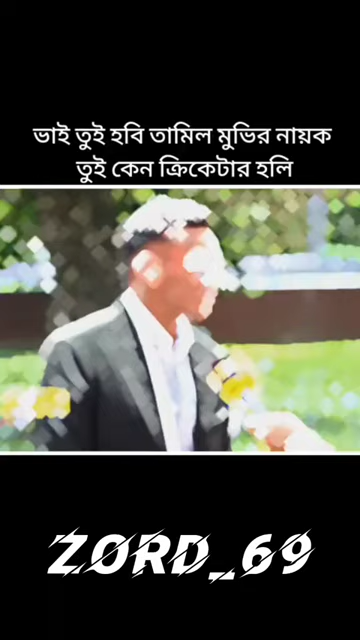 ভাই তুই হবি তামিল মুভির নায়ক
তুই কেন ক্রিকেটার হলি
ZORD_69